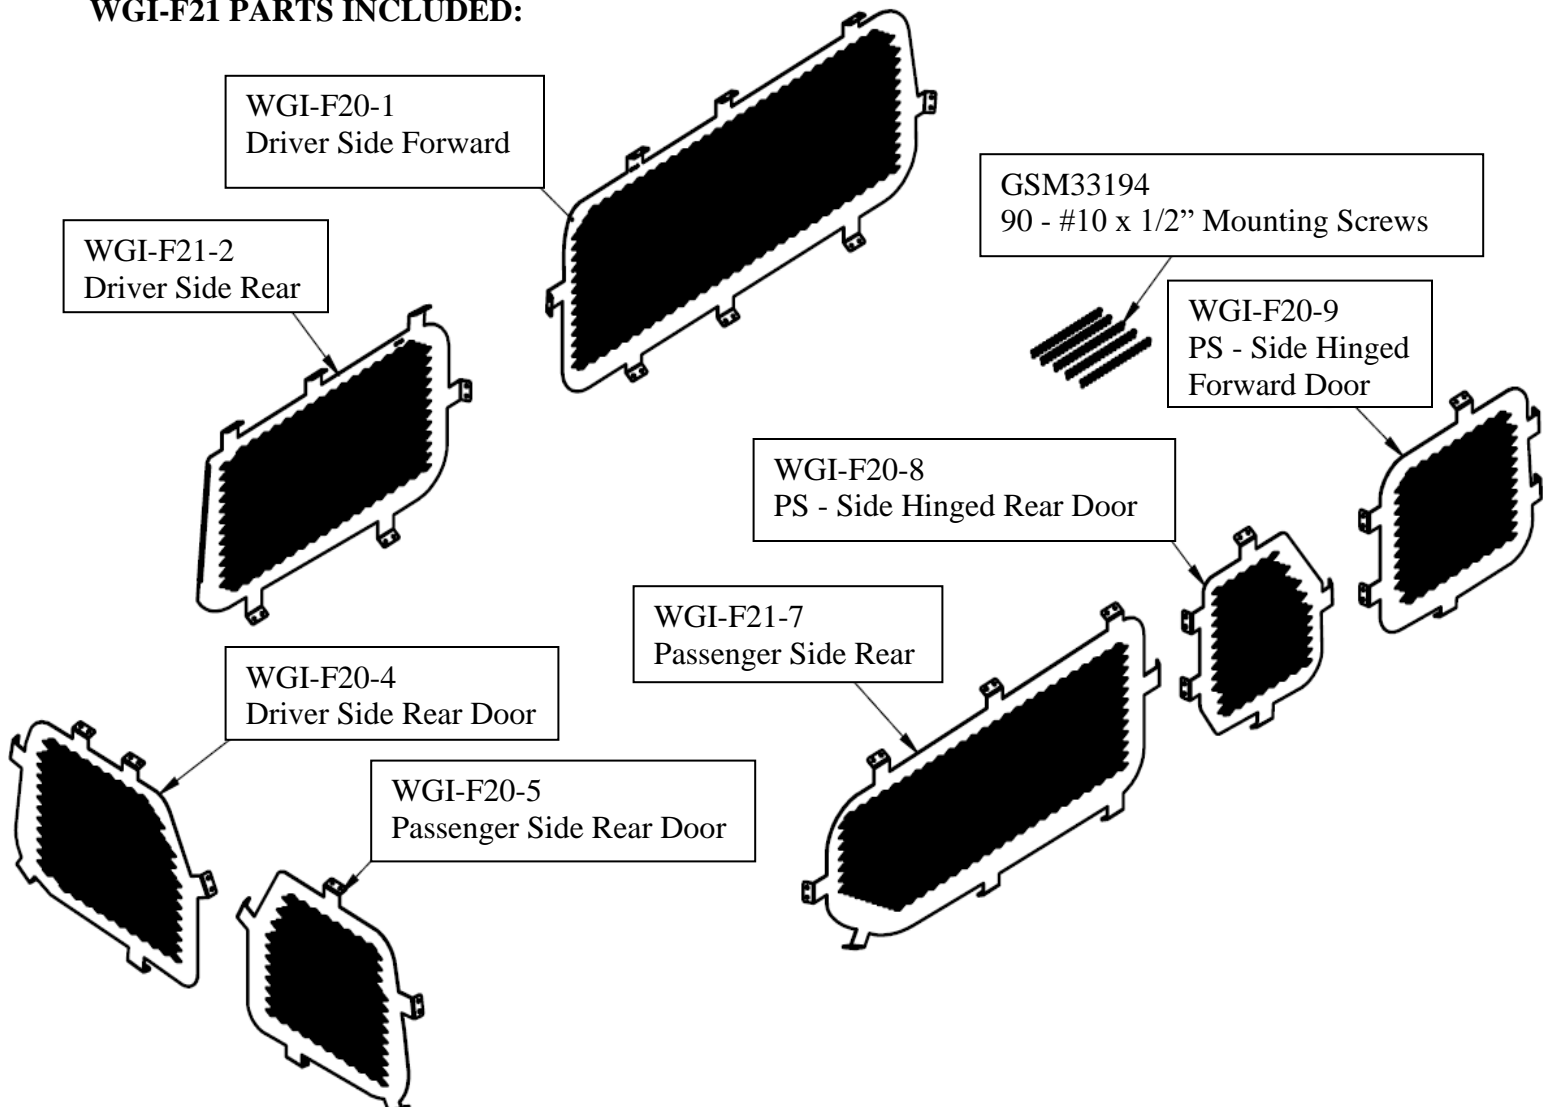 WGI-F21 PARTS INCLUDED:
WGI-F20-1
Driver Side Forward
GSM33194
90 - #10 x 1/2” Mounting Screws
WGI-F21-2
Driver Side Rear
WGI-F20-9
PS - Side Hinged
Forward Door
WGI-F20-8
PS - Side Hinged Rear Door
WGI-F21-7
Passenger Side Rear
WGI-F20-4
Driver Side Rear Door
WGI-F20-5
Passenger Side Rear Door